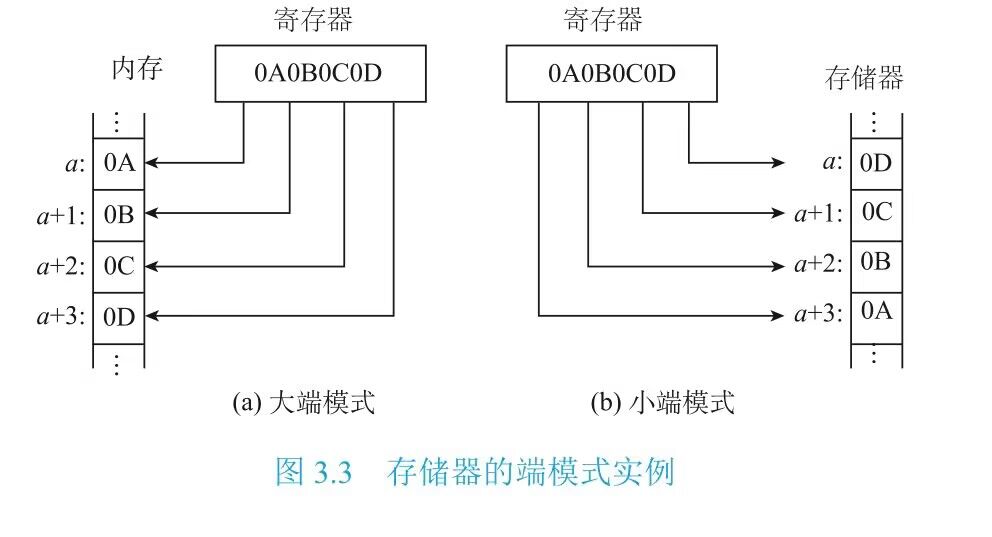 寄存器
0A0B0C0D
内存
⋮
a: 0A
a+1: 0B
a+2: 0C
a+3: 0D
⋮
(a) 大端模式
寄存器
0A0B0C0D
存储器
⋮
a: 0D
a+1: 0C
a+2: 0B
a+3: 0A
⋮
(b) 小端模式
图 3.3 存储器的端模式实例